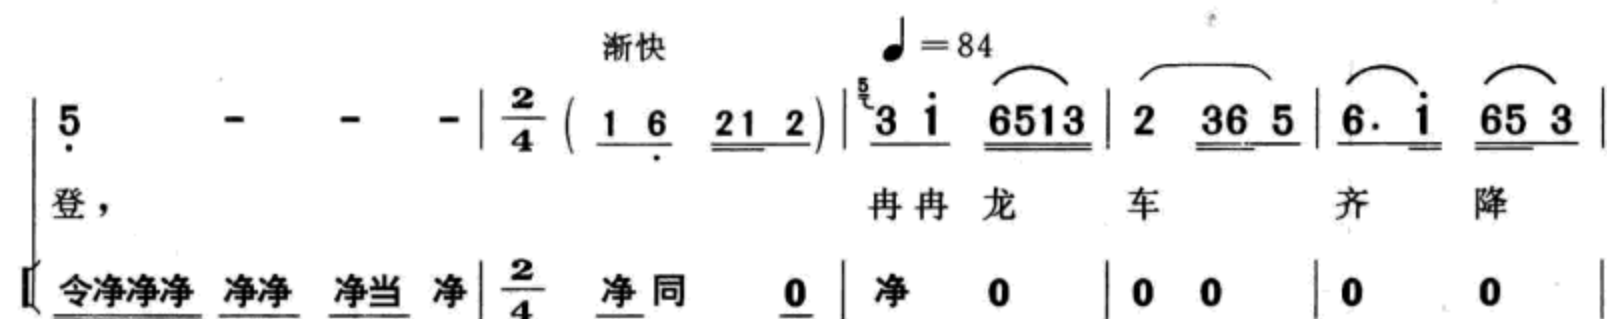 渐快 ♩=84
5̣ - - - | 2/4 ( 1 6̣ 21 2 ) | 5 3 i̇ 6513 | 2 36 5 | 6. i̇ 65 3 |
登， 冉冉 龙 车 齐 降
令净净净 净净 净当 净 | 2/4 净同 0 | 净 0 | 0 0 | 0 0 |